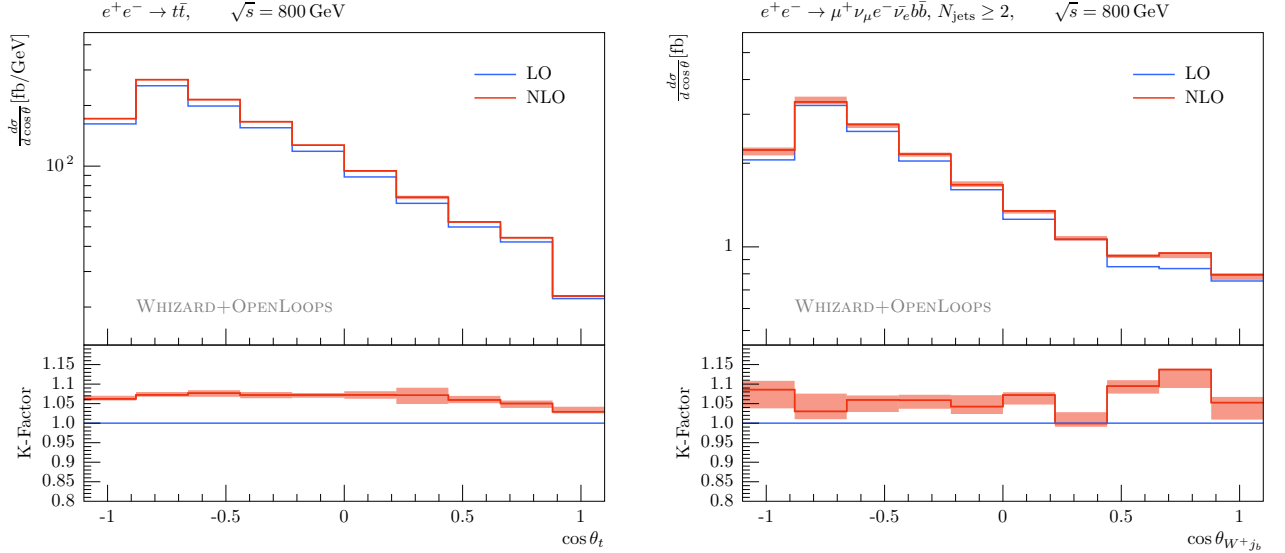 e⁺e⁻ → tt̄, √s = 800 GeV
dσ/d cos θ [fb/GeV]
LO
NLO
10²
WHIZARD+OPENLOOPS
K-Factor
1.15
1.1
1.05
1.0
0.95
0.9
0.85
0.8
-1 -0.5 0 0.5 1
cos θ_t
e⁺e⁻ → μ⁺ν_μe⁻ν̄_e bb̄, N_jets ≥ 2, √s = 800 GeV
dσ/d cos θ [fb]
LO
NLO
1
WHIZARD+OPENLOOPS
K-Factor
1.15
1.1
1.05
1.0
0.95
0.9
0.85
0.8
-1 -0.5 0 0.5 1
cos θ_{W⁺j_b}